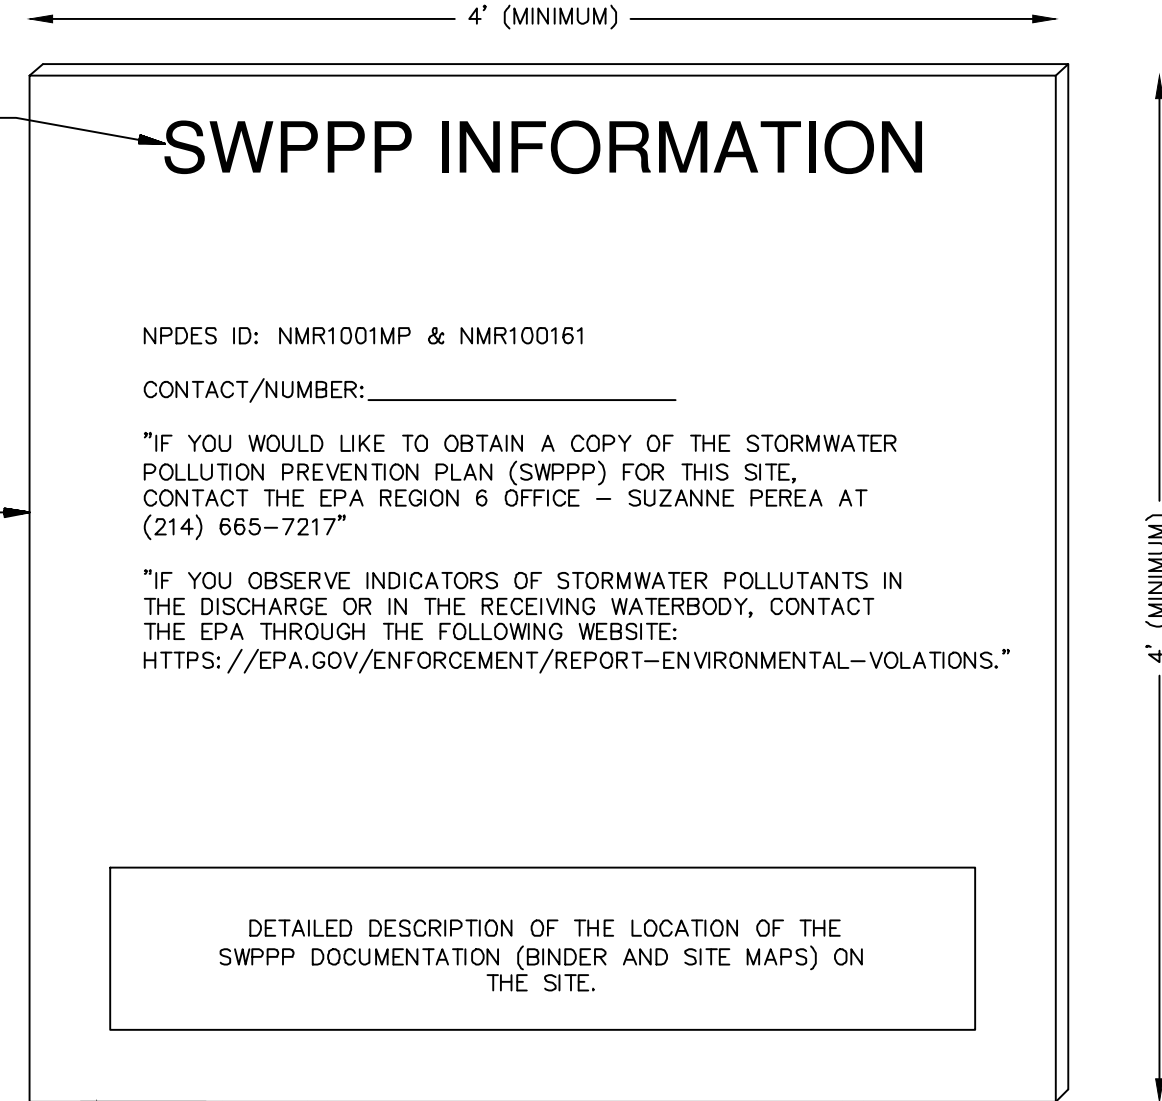 4' (MINIMUM)
SWPPP INFORMATION
NPDES ID: NMR1001MP & NMR100161
CONTACT/NUMBER:
"IF YOU WOULD LIKE TO OBTAIN A COPY OF THE STORMWATER
POLLUTION PREVENTION PLAN (SWPPP) FOR THIS SITE,
CONTACT THE EPA REGION 6 OFFICE – SUZANNE PEREA AT
(214) 665–7217"
"IF YOU OBSERVE INDICATORS OF STORMWATER POLLUTANTS IN
THE DISCHARGE OR IN THE RECEIVING WATERBODY, CONTACT
THE EPA THROUGH THE FOLLOWING WEBSITE:
HTTPS://EPA.GOV/ENFORCEMENT/REPORT–ENVIRONMENTAL–VOLATIONS."
DETAILED DESCRIPTION OF THE LOCATION OF THE
SWPPP DOCUMENTATION (BINDER AND SITE MAPS) ON
THE SITE.
4' (MINIMUM)